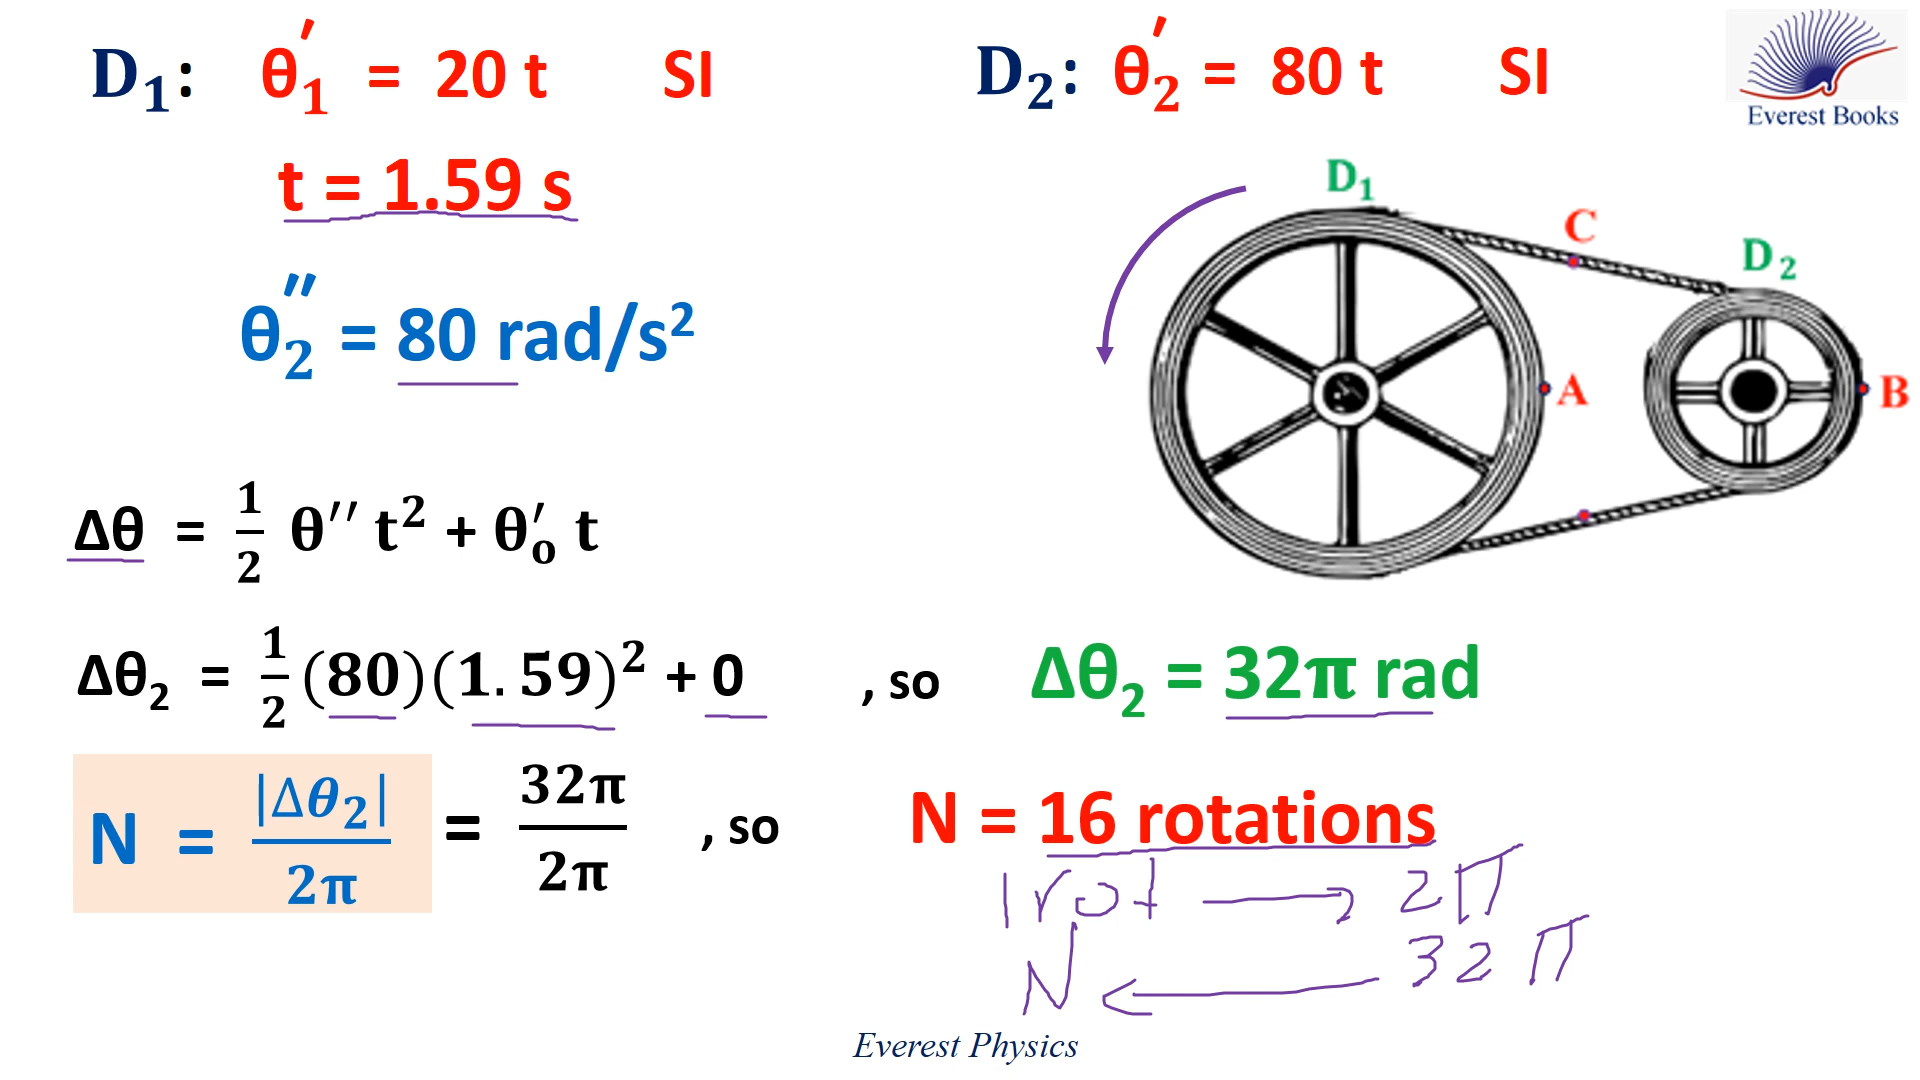 D₁: θ₁′ = 20 t SI
D₂: θ₂′ = 80 t SI
Everest Books
t = 1.59 s
θ₂″ = 80 rad/s²
D₁
C
D₂
A
B
Δθ = 1/2 θ″ t² + θ₀′ t
Δθ₂ = 1/2 (80)(1.59)² + 0 , so Δθ₂ = 32π rad
N = |Δθ₂|/2π = 32π/2π , so N = 16 rotations
1 rot → 2π
N ← 32π
Everest Physics